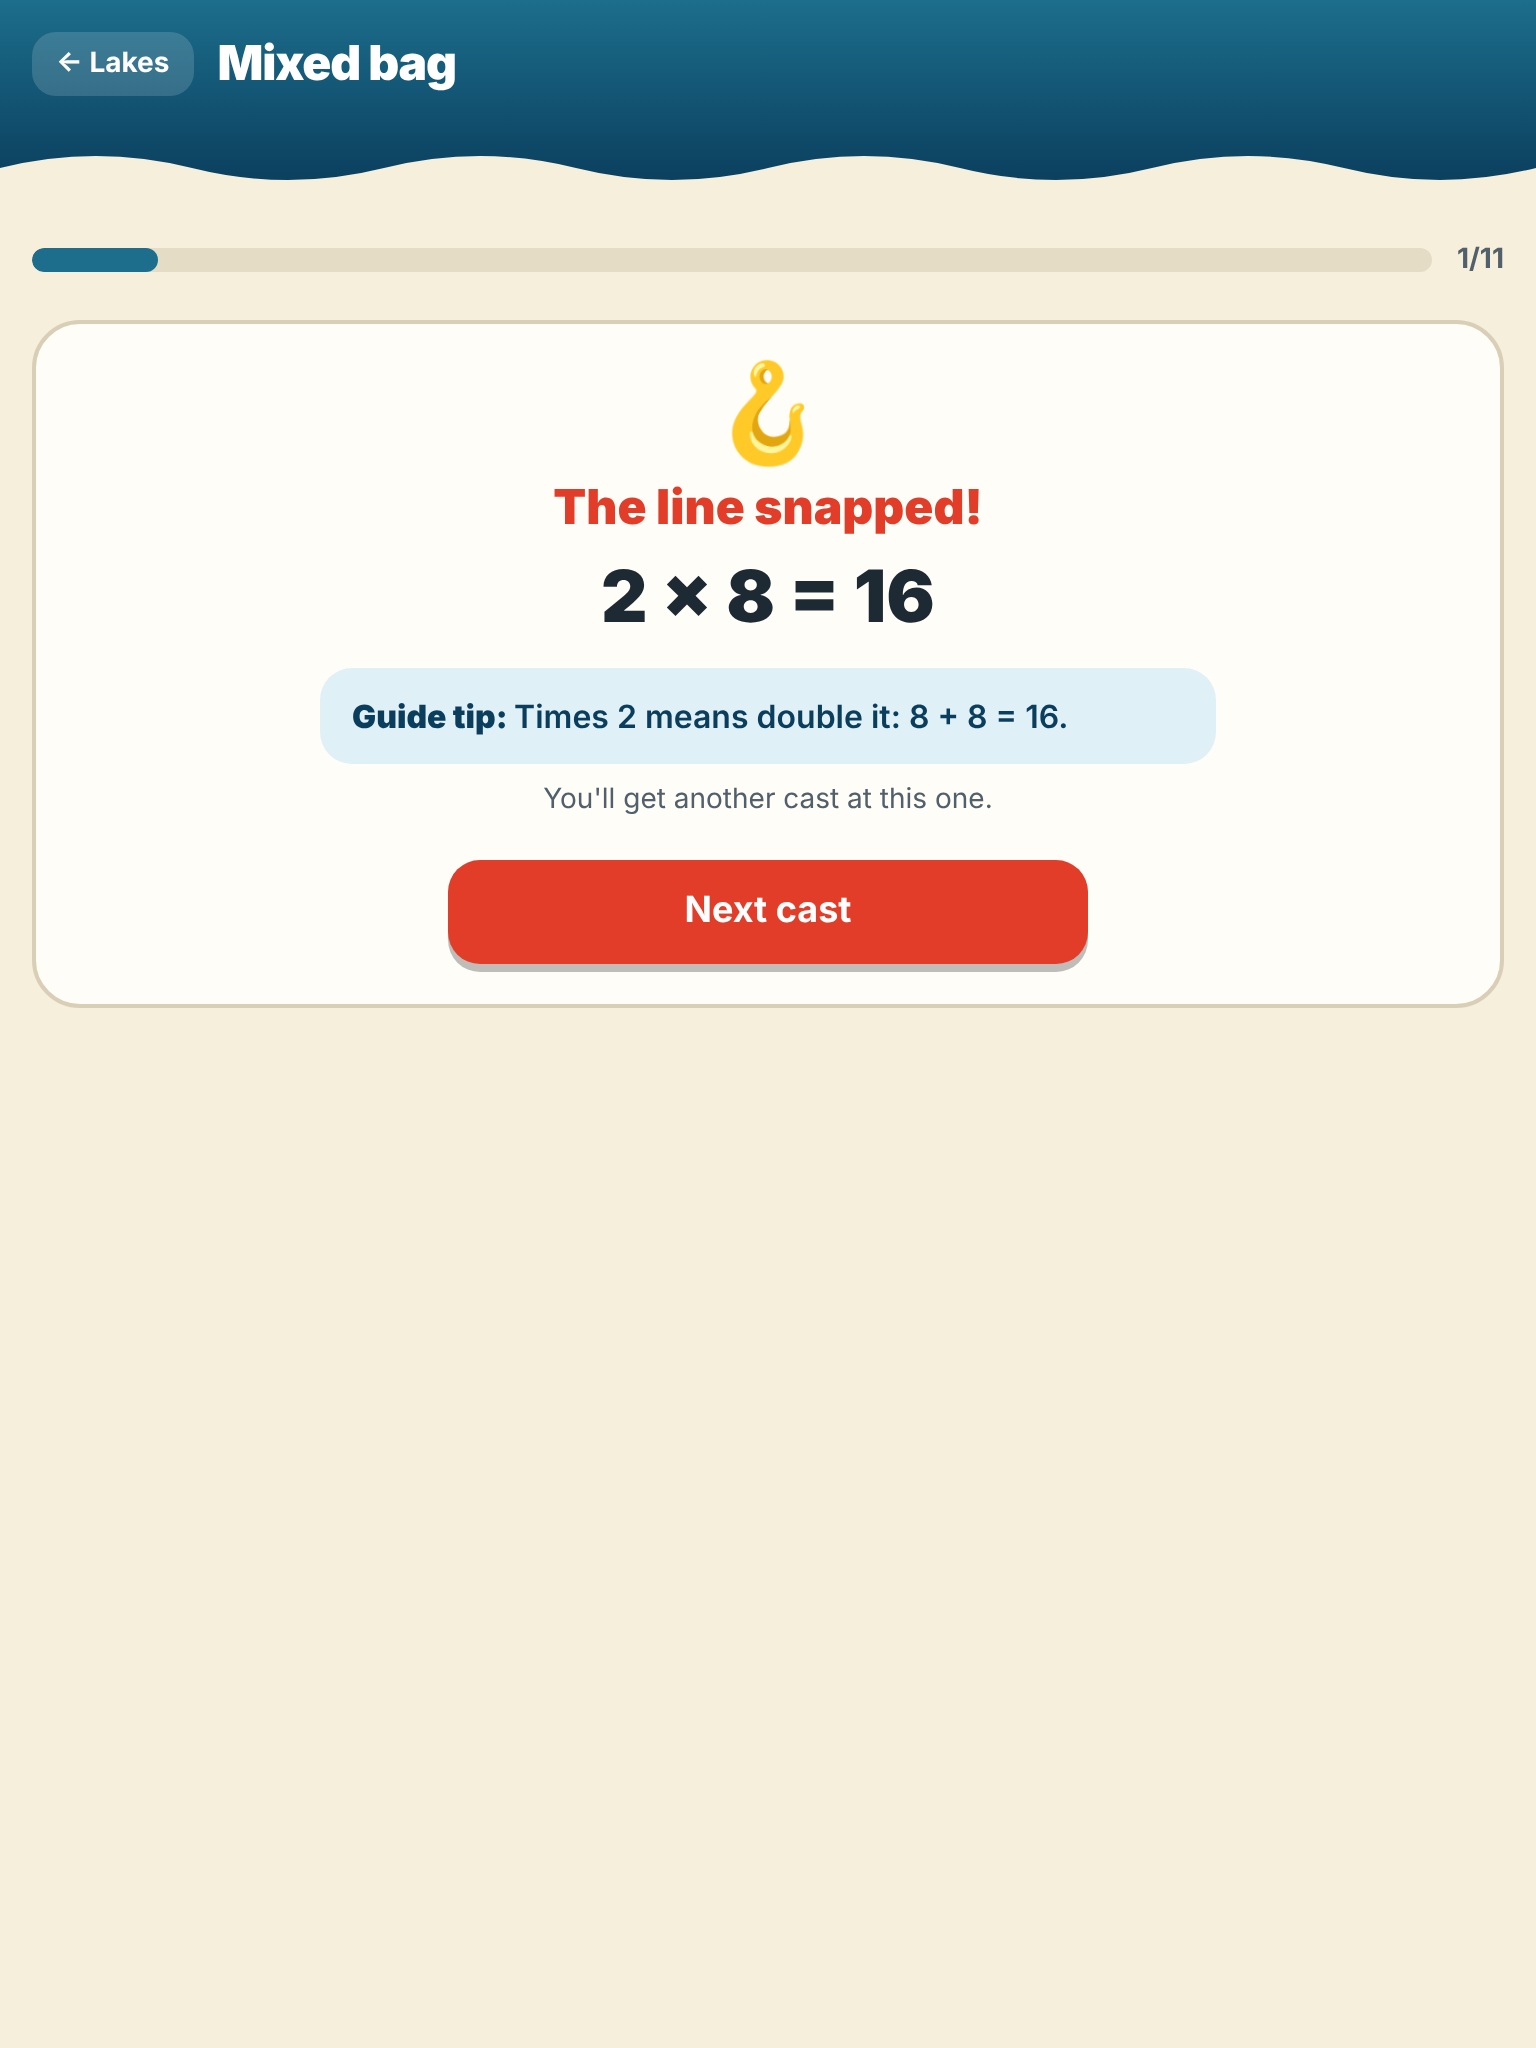 ← Lakes
Mixed bag
1/11
The line snapped!
2 × 8 = 16
Guide tip: Times 2 means double it: 8 + 8 = 16.
You'll get another cast at this one.
Next cast